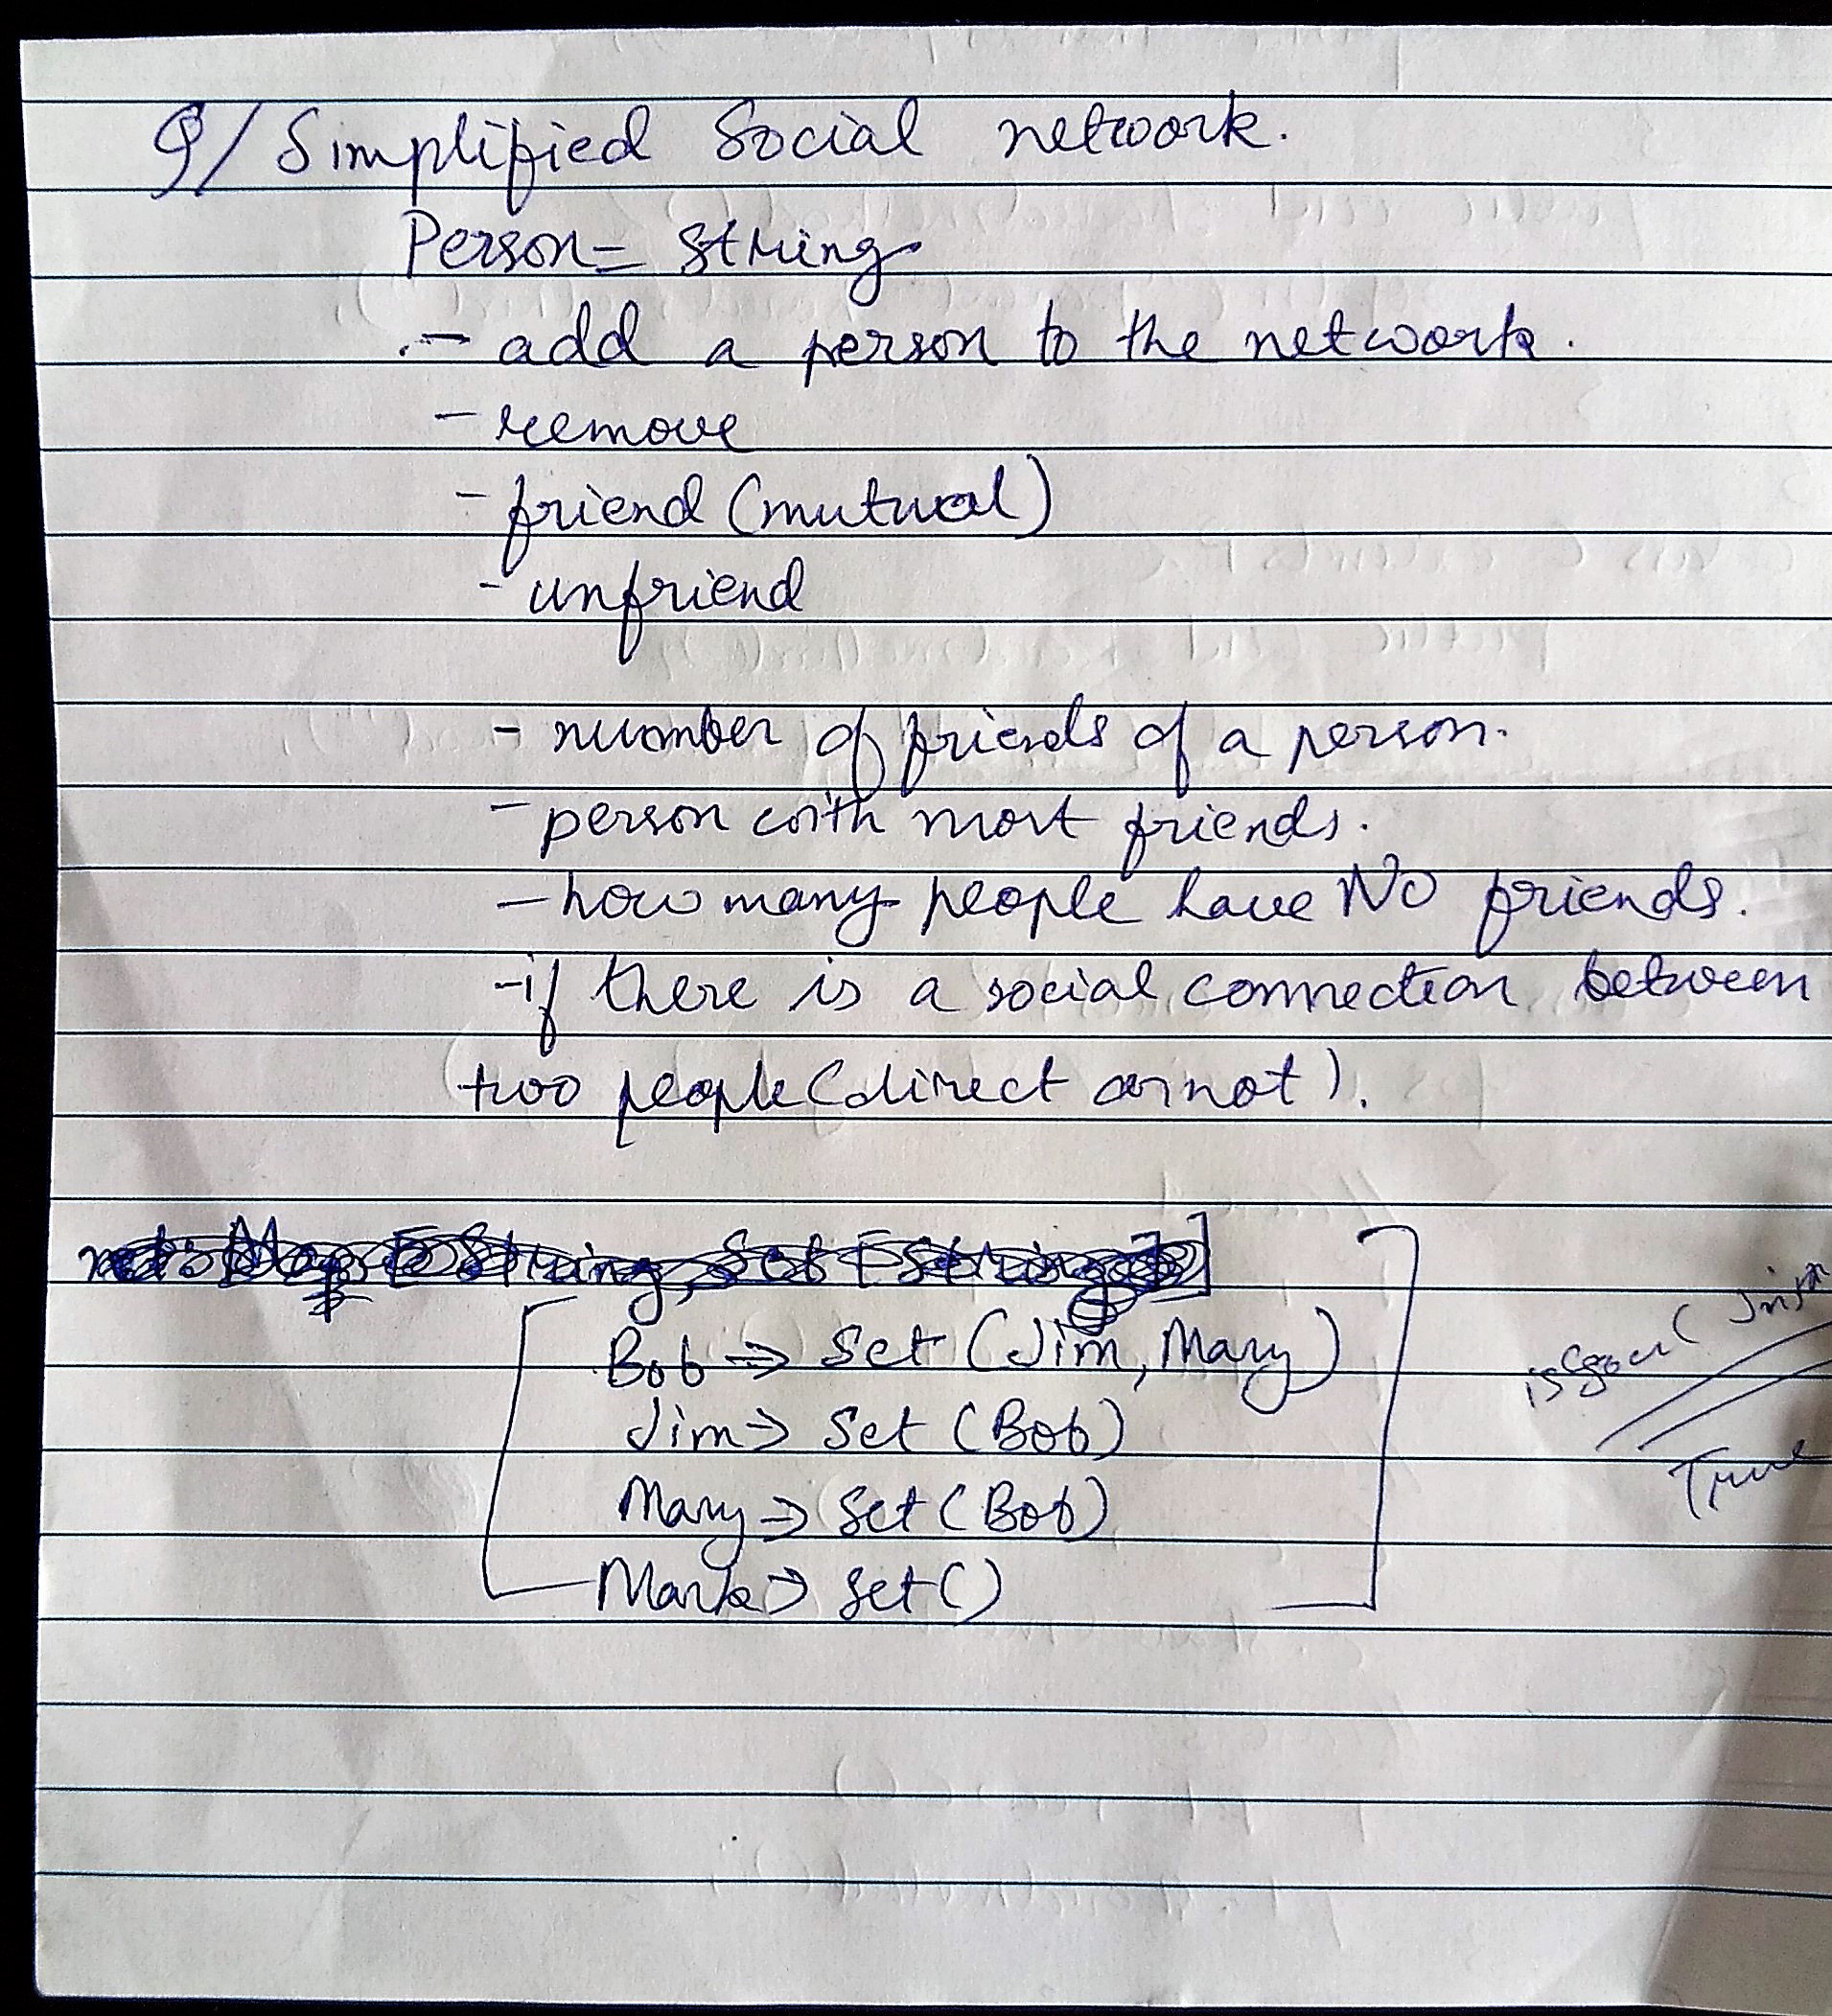 Q/ Simplified Social network.
Person = String
- add a person to the network.
- remove
- friend (mutual)
- unfriend
- number of friends of a person.
- person with most friends.
- how many people have NO friends.
- if there is a social connection between
two people (direct or not).
net: Map [String, Set [String]]
Bob => Set (Jim, Mary)
Jim => Set (Bob)
Mary => Set (Bob)
Mark => Set ()
True